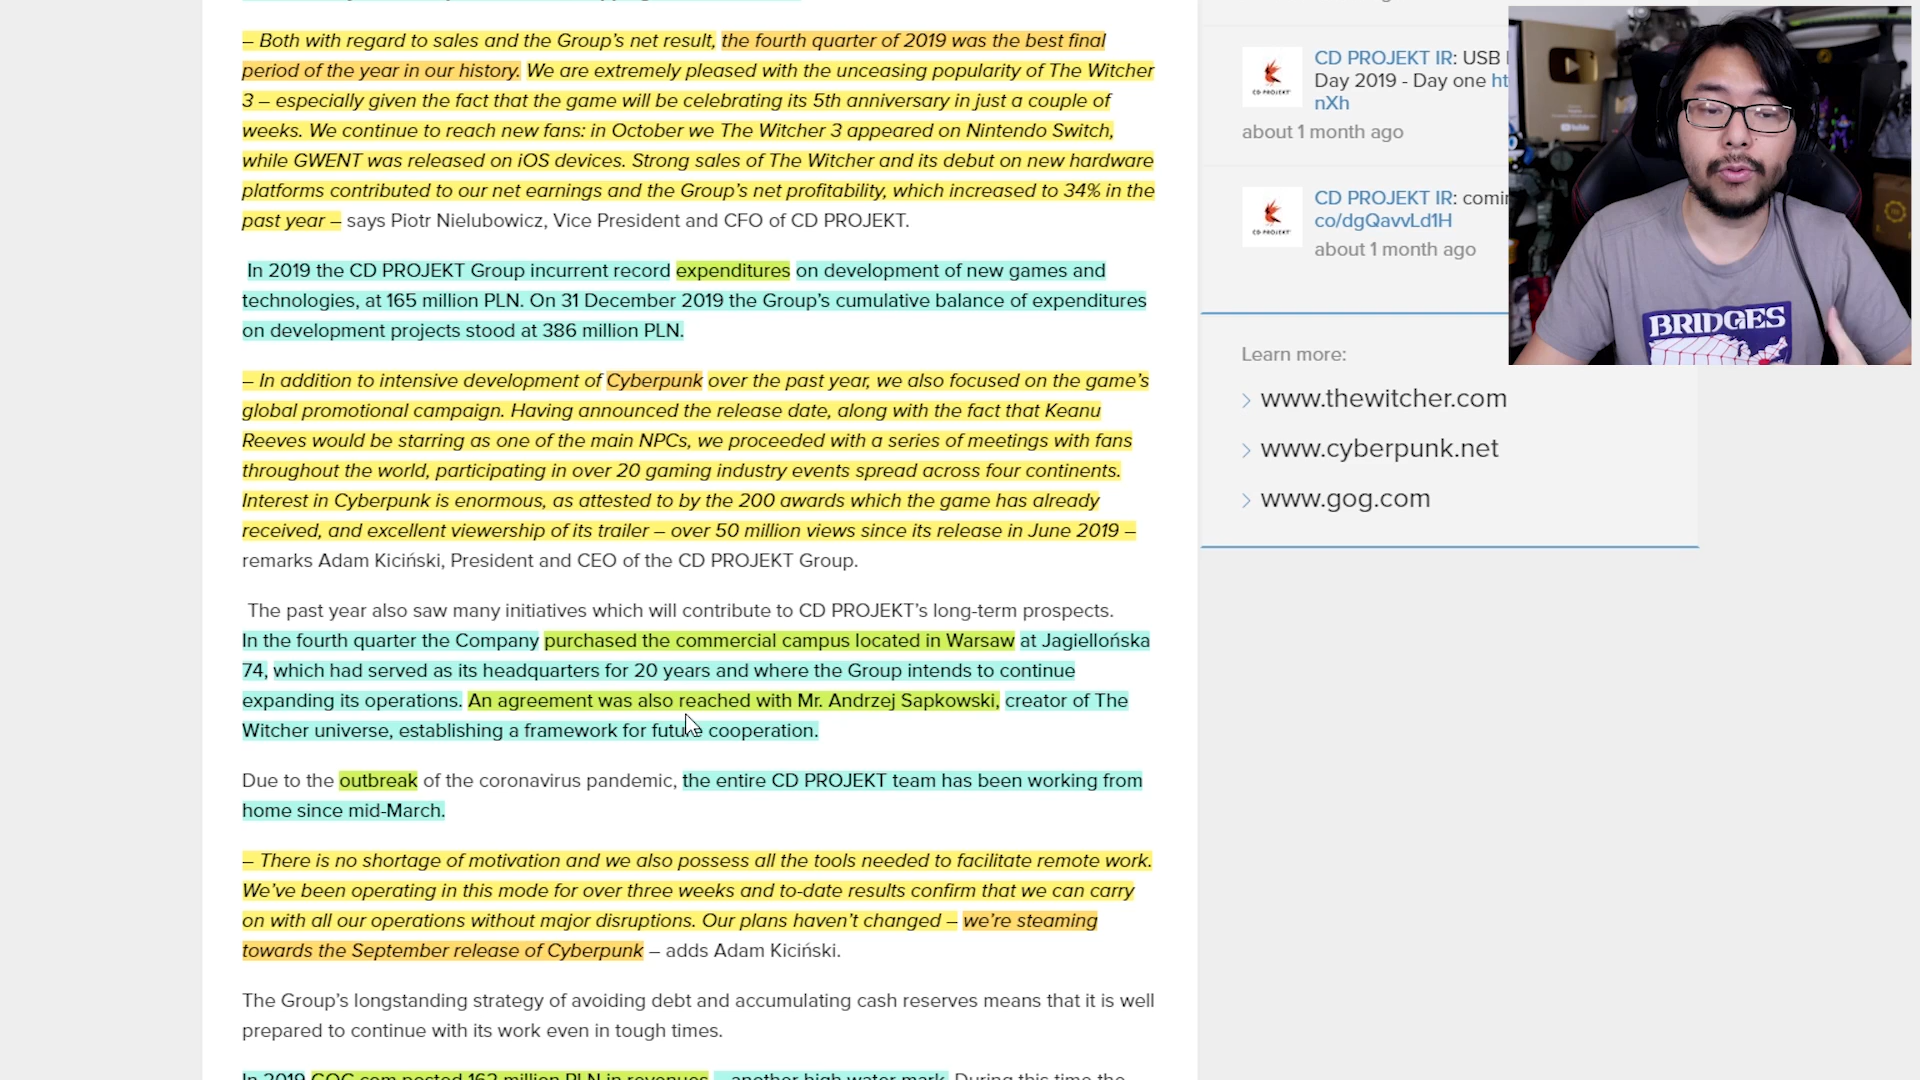 – Both with regard to sales and the Group's net result, the fourth quarter of 2019 was the best final
period of the year in our history. We are extremely pleased with the unceasing popularity of The Witcher
3 – especially given the fact that the game will be celebrating its 5th anniversary in just a couple of
weeks. We continue to reach new fans: in October we The Witcher 3 appeared on Nintendo Switch,
while GWENT was released on iOS devices. Strong sales of The Witcher and its debut on new hardware
platforms contributed to our net earnings and the Group's net profitability, which increased to 34% in the
past year – says Piotr Nielubowicz, Vice President and CFO of CD PROJEKT.
In 2019 the CD PROJEKT Group incurrent record expenditures on development of new games and
technologies, at 165 million PLN. On 31 December 2019 the Group's cumulative balance of expenditures
on development projects stood at 386 million PLN.
– In addition to intensive development of Cyberpunk over the past year, we also focused on the game's
global promotional campaign. Having announced the release date, along with the fact that Keanu
Reeves would be starring as one of the main NPCs, we proceeded with a series of meetings with fans
throughout the world, participating in over 20 gaming industry events spread across four continents.
Interest in Cyberpunk is enormous, as attested to by the 200 awards which the game has already
received, and excellent viewership of its trailer – over 50 million views since its release in June 2019 –
remarks Adam Kiciński, President and CEO of the CD PROJEKT Group.
The past year also saw many initiatives which will contribute to CD PROJEKT's long-term prospects.
In the fourth quarter the Company purchased the commercial campus located in Warsaw at Jagiellońska
74, which had served as its headquarters for 20 years and where the Group intends to continue
expanding its operations. An agreement was also reached with Mr. Andrzej Sapkowski, creator of The
Witcher universe, establishing a framework for future cooperation.
Due to the outbreak of the coronavirus pandemic, the entire CD PROJEKT team has been working from
home since mid-March.
– There is no shortage of motivation and we also possess all the tools needed to facilitate remote work.
We've been operating in this mode for over three weeks and to-date results confirm that we can carry
on with all our operations without major disruptions. Our plans haven't changed – we're steaming
towards the September release of Cyberpunk – adds Adam Kiciński.
The Group's longstanding strategy of avoiding debt and accumulating cash reserves means that it is well
prepared to continue with its work even in tough times.
In 2019 GOG.com posted 162 million PLN in revenues – another high water mark. During this time the
CD PROJEKT IR: USB
Day 2019 - Day one ht
nXh
about 1 month ago
CD PROJEKT
CD PROJEKT IR: comin
co/dgQavvLd1H
about 1 month ago
CD PROJEKT
Learn more:
www.thewitcher.com
www.cyberpunk.net
www.gog.com
BRIDGES
YouTube